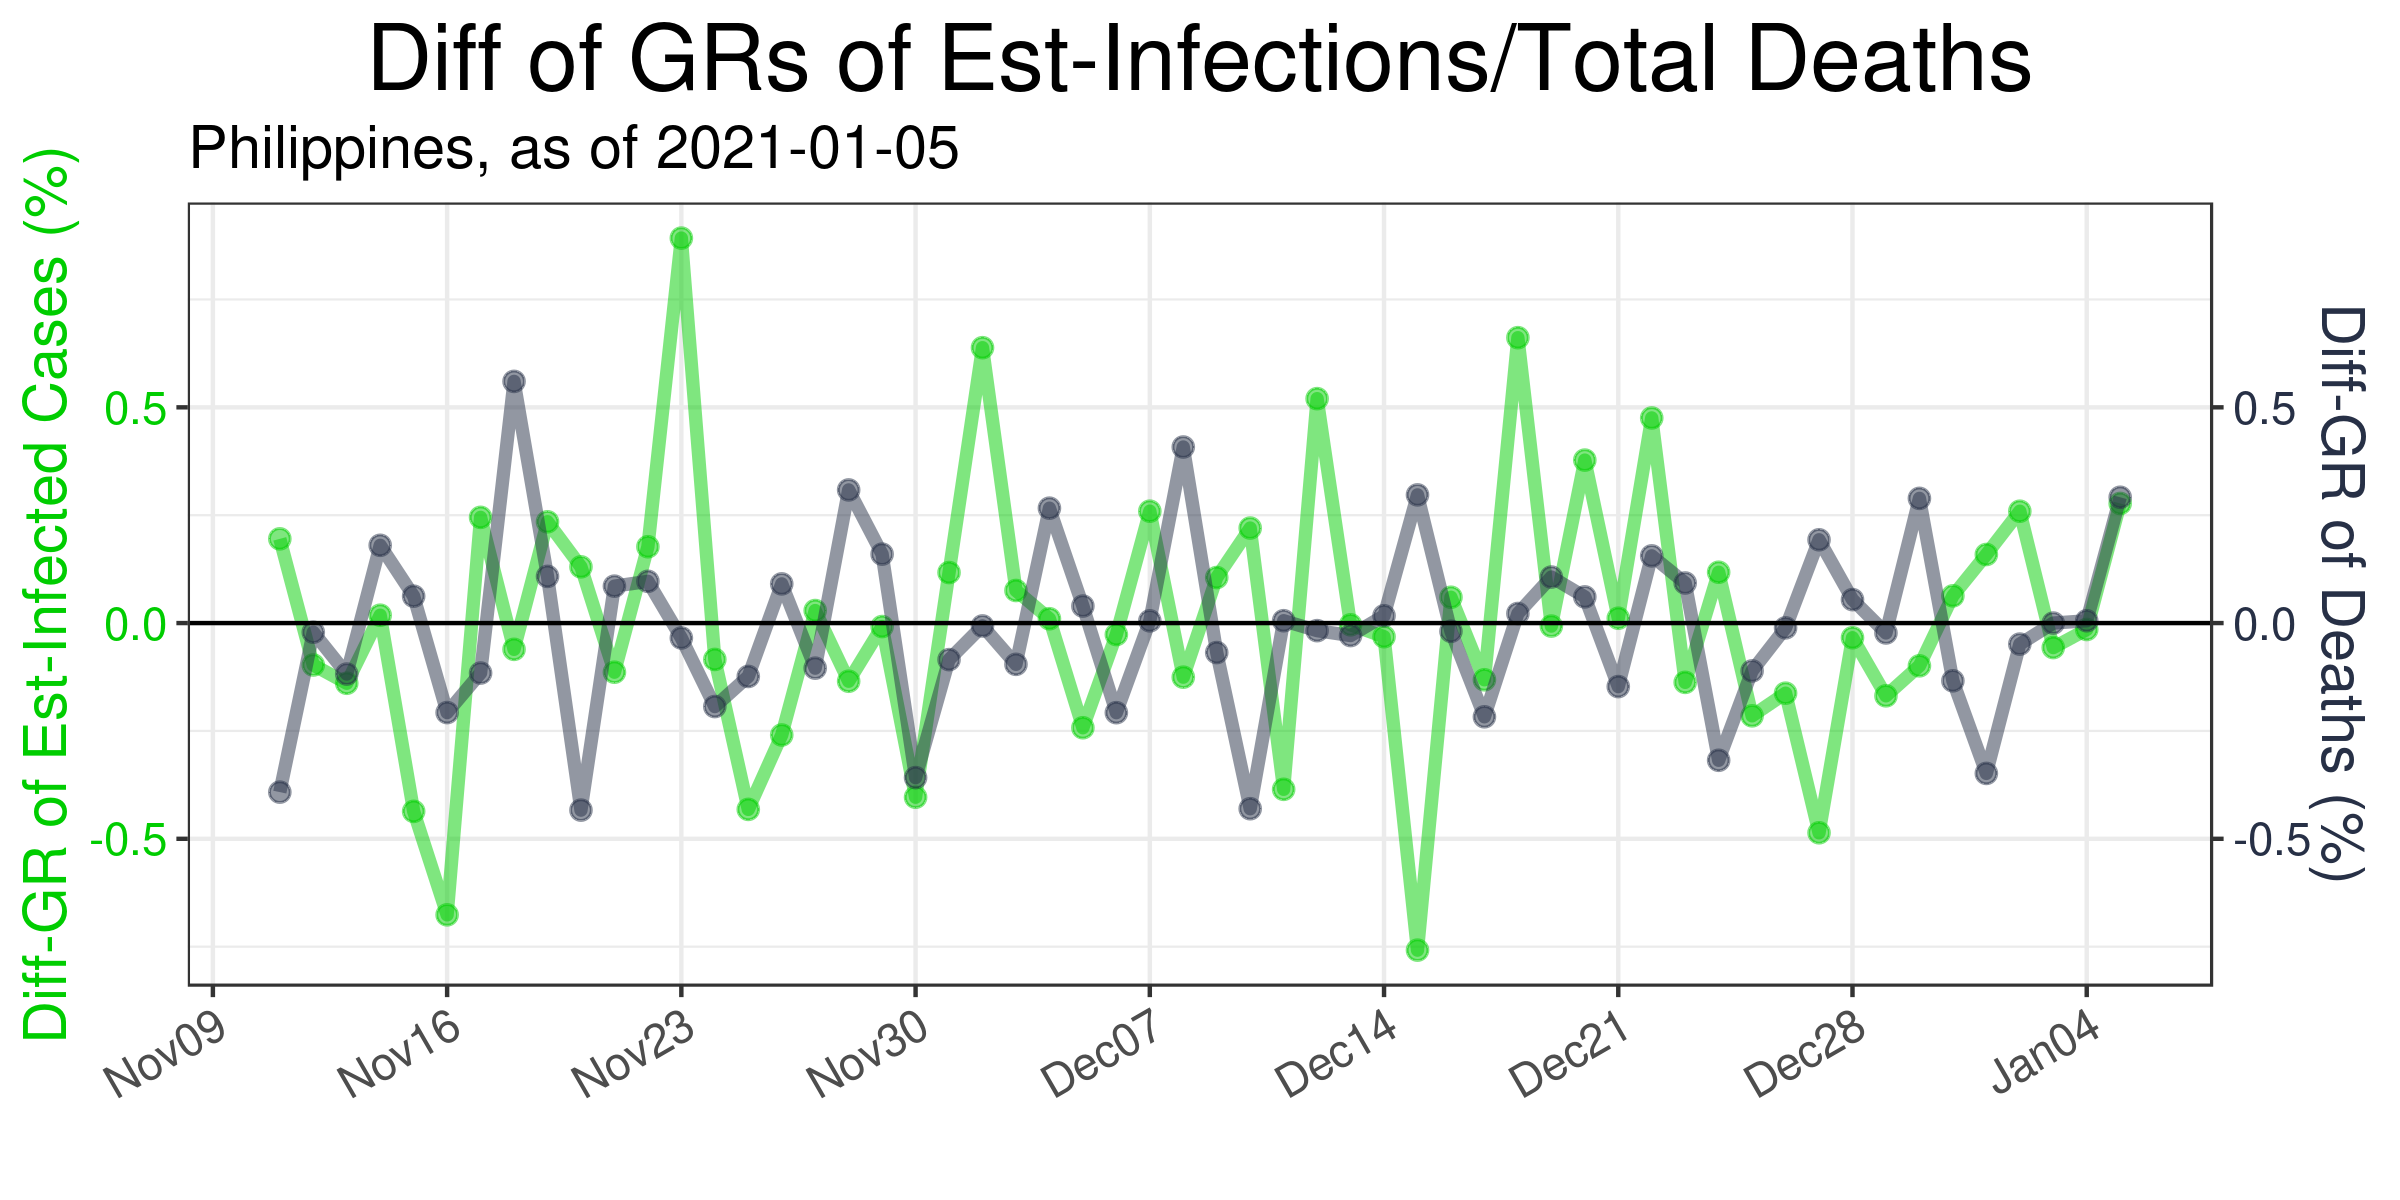 Diff of GRs of Est-Infections/Total Deaths
Philippines, as of 2021-01-05
Diff-GR of Est-Infected Cases (%)
0.5
0.0
-0.5
0.5
0.0
-0.5
Diff-GR of Deaths (%)
Nov09
Nov16
Nov23
Nov30
Dec07
Dec14
Dec21
Dec28
Jan04